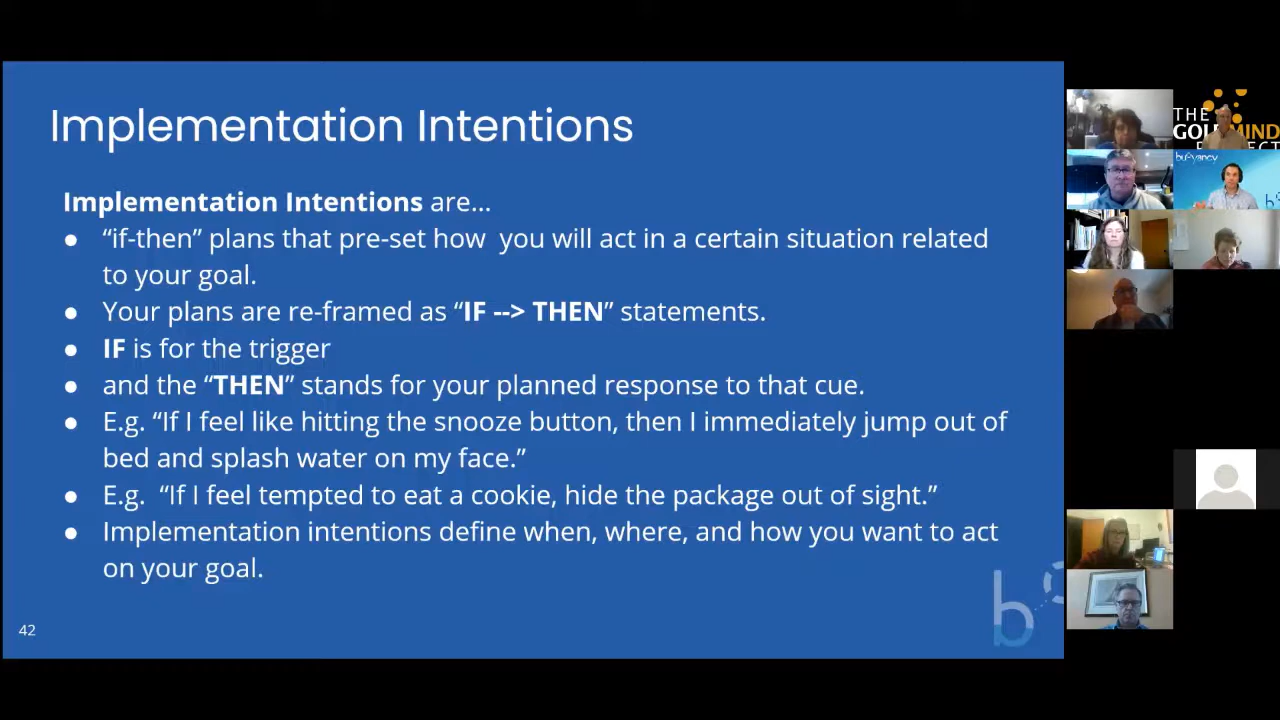 Implementation Intentions
Implementation Intentions are...
● “if-then” plans that pre-set how you will act in a certain situation related
to your goal.
● Your plans are re-framed as “IF --> THEN” statements.
● IF is for the trigger
● and the “THEN” stands for your planned response to that cue.
● E.g. “If I feel like hitting the snooze button, then I immediately jump out of
bed and splash water on my face.”
● E.g. “If I feel tempted to eat a cookie, hide the package out of sight.”
● Implementation intentions define when, where, and how you want to act
on your goal.
42
b
THE
buoyancy
b